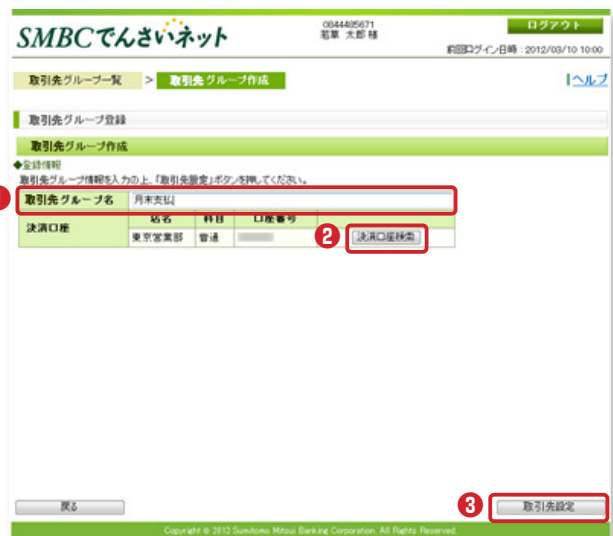 SMBCでんさいネット
0844485671
若草 太郎 様
ログアウト
前回ログイン日時：2012/03/10 10:00
取引先グループ一覧 > 取引先グループ作成
ヘルプ
取引先グループ登録
取引先グループ作成
◆登録情報
取引先グループ情報を入力の上、「取引先設定」ボタンを押してください。
取引先グループ名 月末支払
決済口座 店名 科目 口座番号
東京営業部 普通 ❷ 決済口座検索
戻る ❸ 取引先設定
Copyright © 2012 Sumitomo Mitsui Banking Corporation. All Rights Reserved.